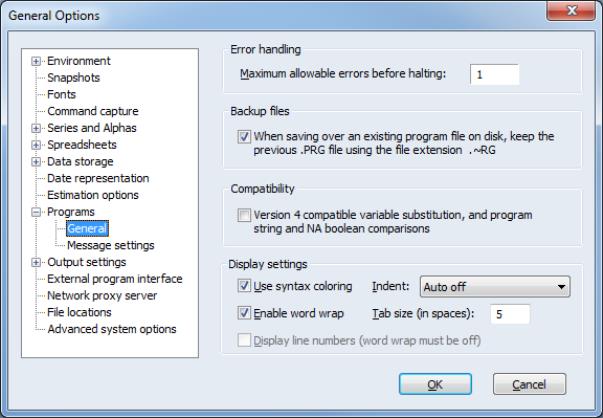 General Options
Environment
Snapshots
Fonts
Command capture
Series and Alphas
Spreadsheets
Data storage
Date representation
Estimation options
Programs
General
Message settings
Output settings
External program interface
Network proxy server
File locations
Advanced system options
Error handling
Maximum allowable errors before halting: 1
Backup files
When saving over an existing program file on disk, keep the
previous .PRG file using the file extension .~RG
Compatibility
Version 4 compatible variable substitution, and program
string and NA boolean comparisons
Display settings
Use syntax coloring Indent: Auto off
Enable word wrap Tab size (in spaces): 5
Display line numbers (word wrap must be off)
OK Cancel